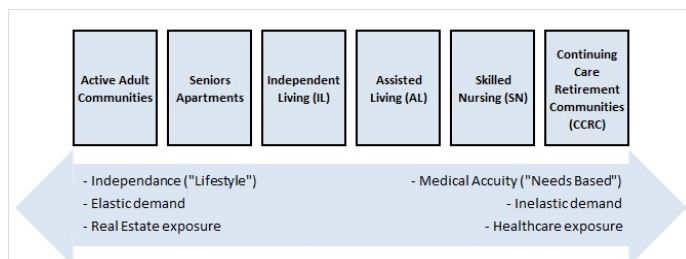 Active Adult
Communities
Seniors
Apartments
Independent
Living (IL)
Assisted
Living (AL)
Skilled
Nursing (SN)
Continuing
Care
Retirement
Communities
(CCRC)
- Independance ("Lifestyle")
- Elastic demand
- Real Estate exposure
- Medical Accuity ("Needs Based")
- Inelastic demand
- Healthcare exposure